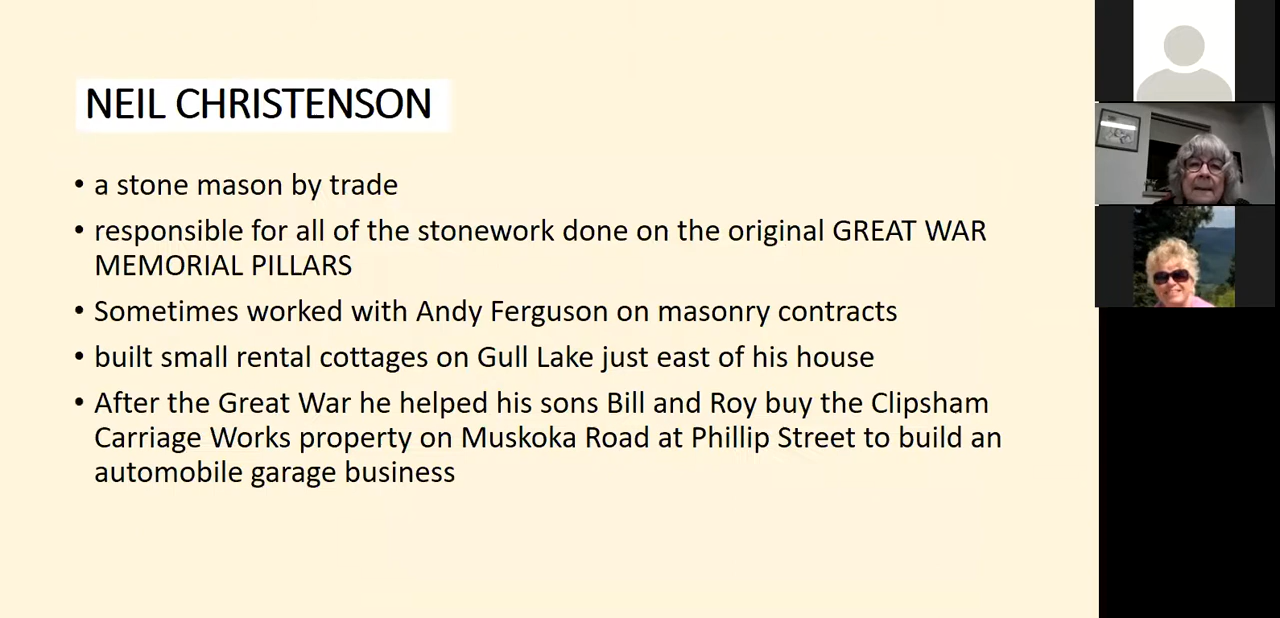 NEIL CHRISTENSON
• a stone mason by trade
• responsible for all of the stonework done on the original GREAT WAR
MEMORIAL PILLARS
• Sometimes worked with Andy Ferguson on masonry contracts
• built small rental cottages on Gull Lake just east of his house
• After the Great War he helped his sons Bill and Roy buy the Clipsham
Carriage Works property on Muskoka Road at Phillip Street to build an
automobile garage business